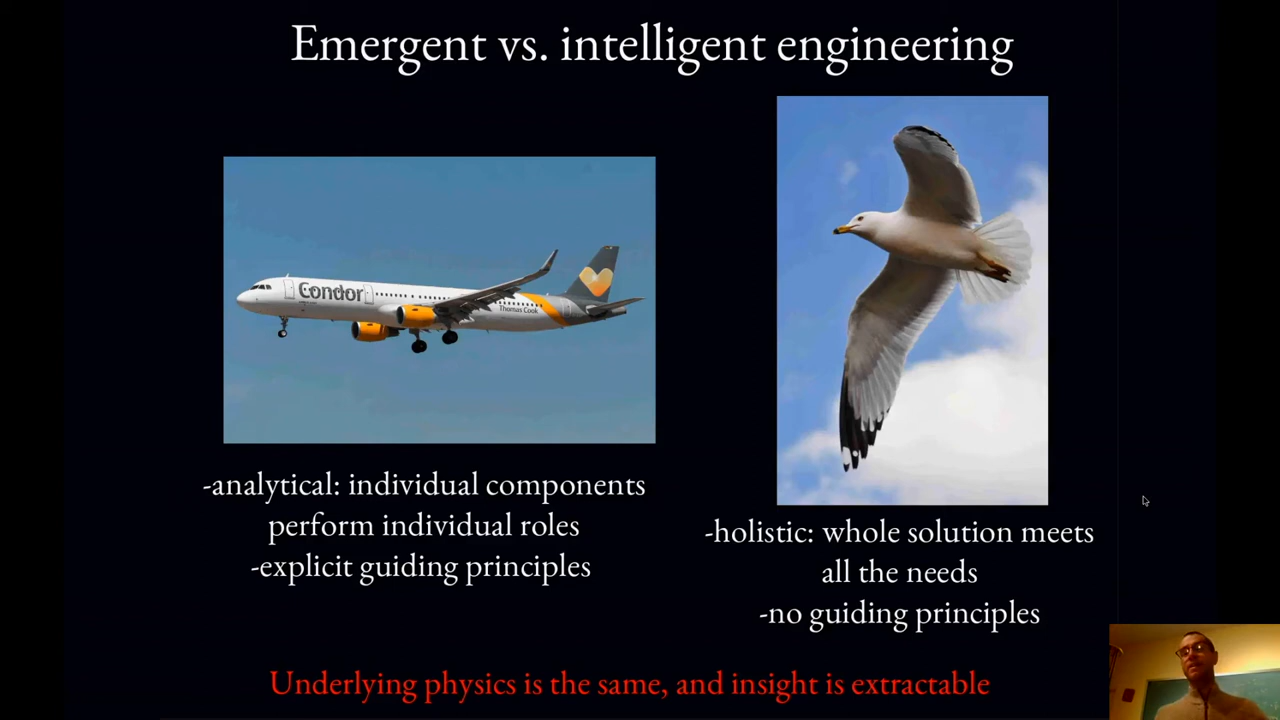 Emergent vs. intelligent engineering
Condor
Thomas Cook
-analytical: individual components
perform individual roles
-explicit guiding principles
-holistic: whole solution meets
all the needs
-no guiding principles
Underlying physics is the same, and insight is extractable